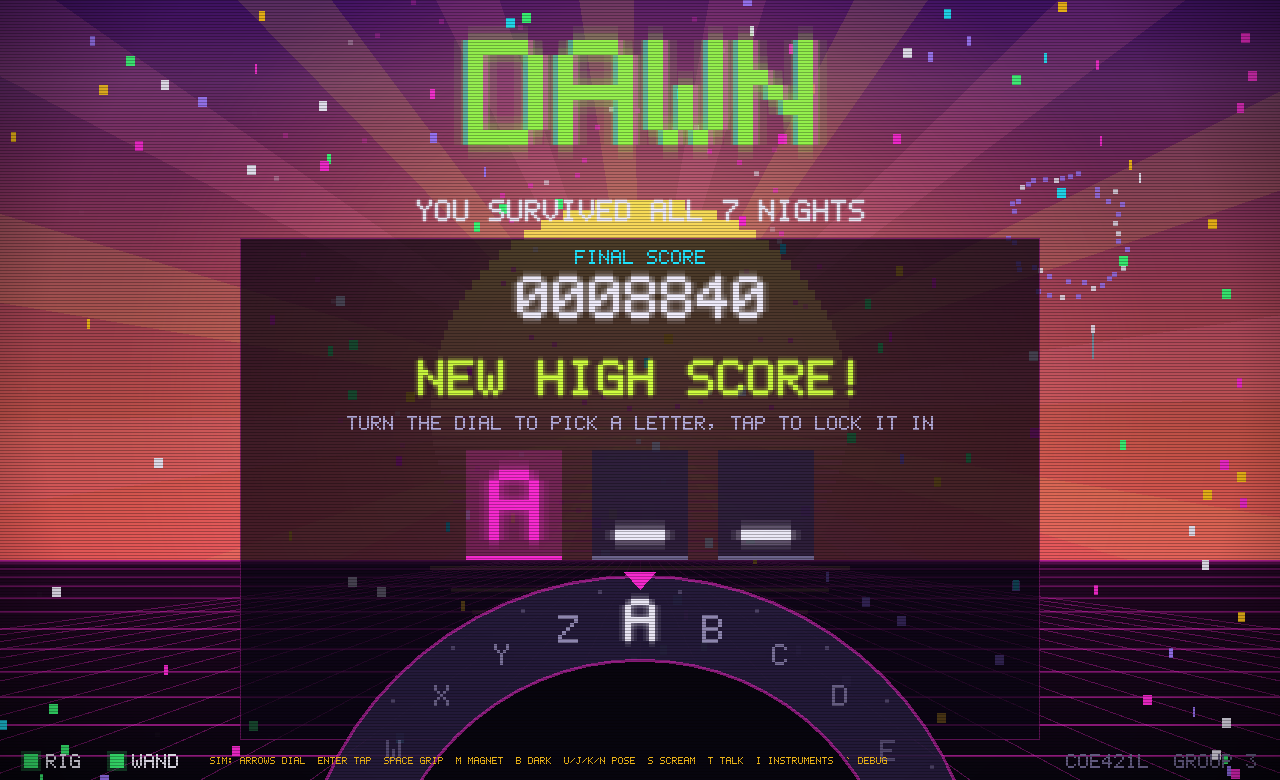 DAWN
YOU SURVIVED ALL 7 NIGHTS
FINAL SCORE
0008840
NEW HIGH SCORE!
TURN THE DIAL TO PICK A LETTER, TAP TO LOCK IT IN
A _ _
W X Y Z A B C D E
RIG WAND SIM: ARROWS DIAL ENTER TAP SPACE GRIP M MAGNET B DARK U/J/K/N POSE S SCREAM T TALK I INSTRUMENTS ` DEBUG COE421L GROUP 3